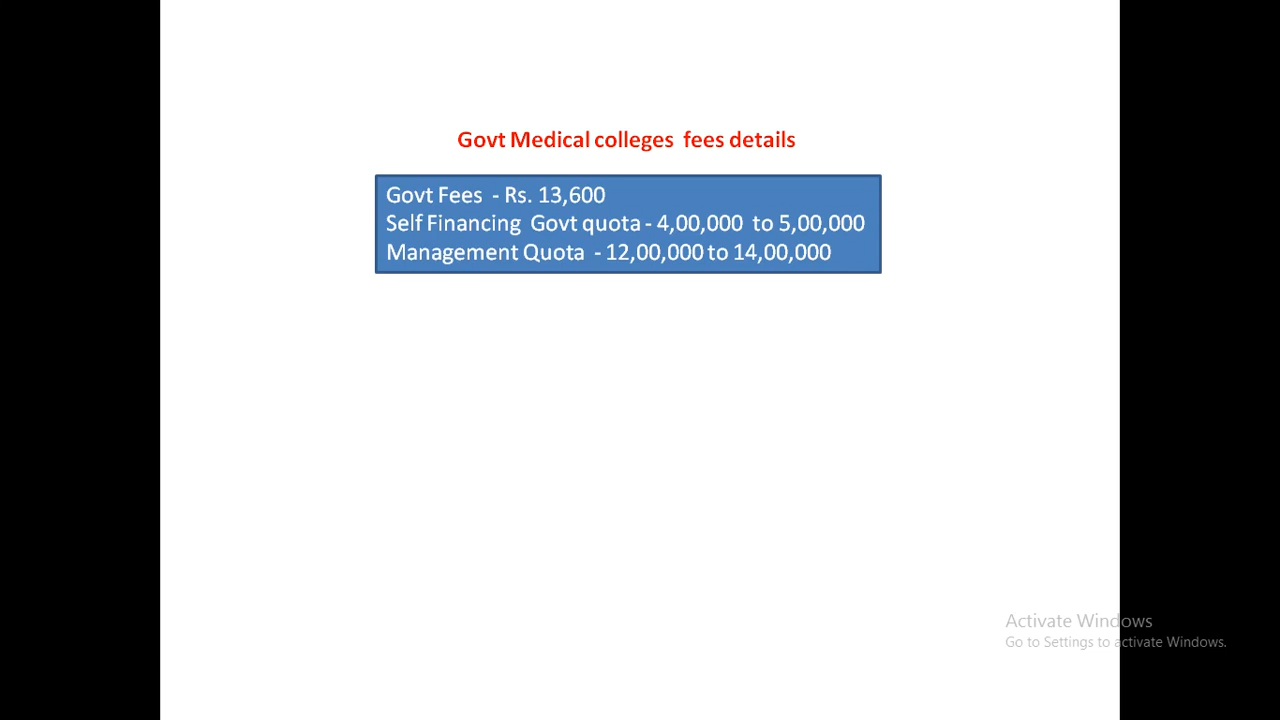 Govt Medical colleges  fees details
Govt Fees  - Rs. 13,600
Self Financing  Govt quota - 4,00,000  to 5,00,000
Management Quota  - 12,00,000 to 14,00,000
Activate Windows
Go to Settings to activate Windows.